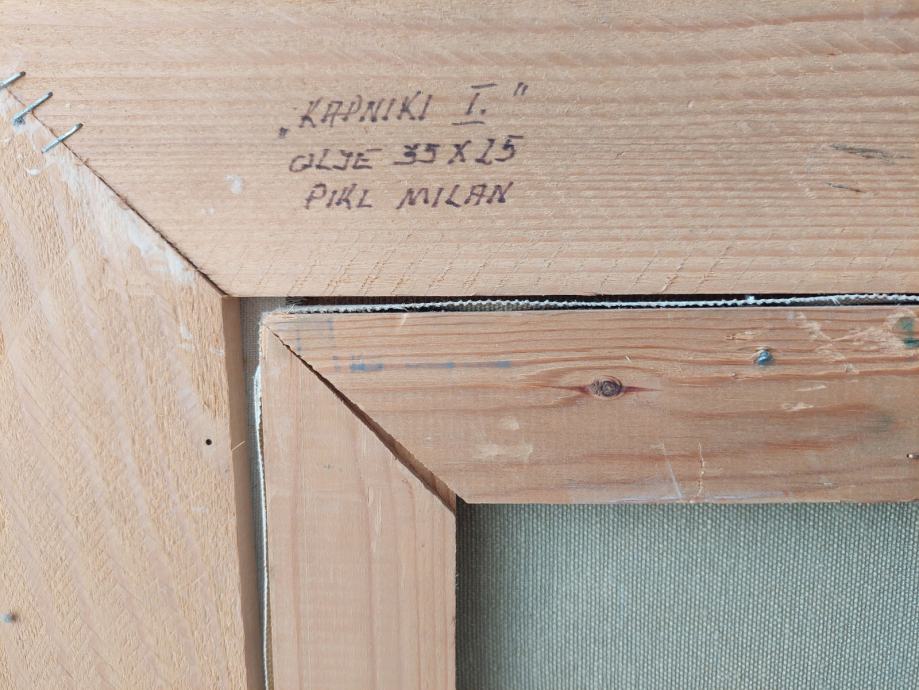 „KAPNIKI I."
OLJE 35 X 25
PIKL MILAN